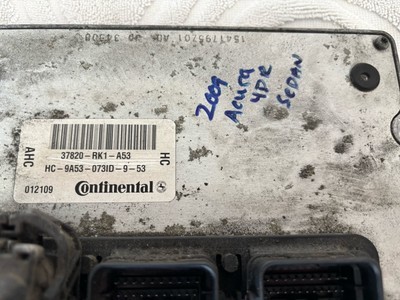 2009
Acura
4DR
SEDAN
AHC
HC
37820-RK1-A53
HC-9A53-073ID-9-53
012109
Continental